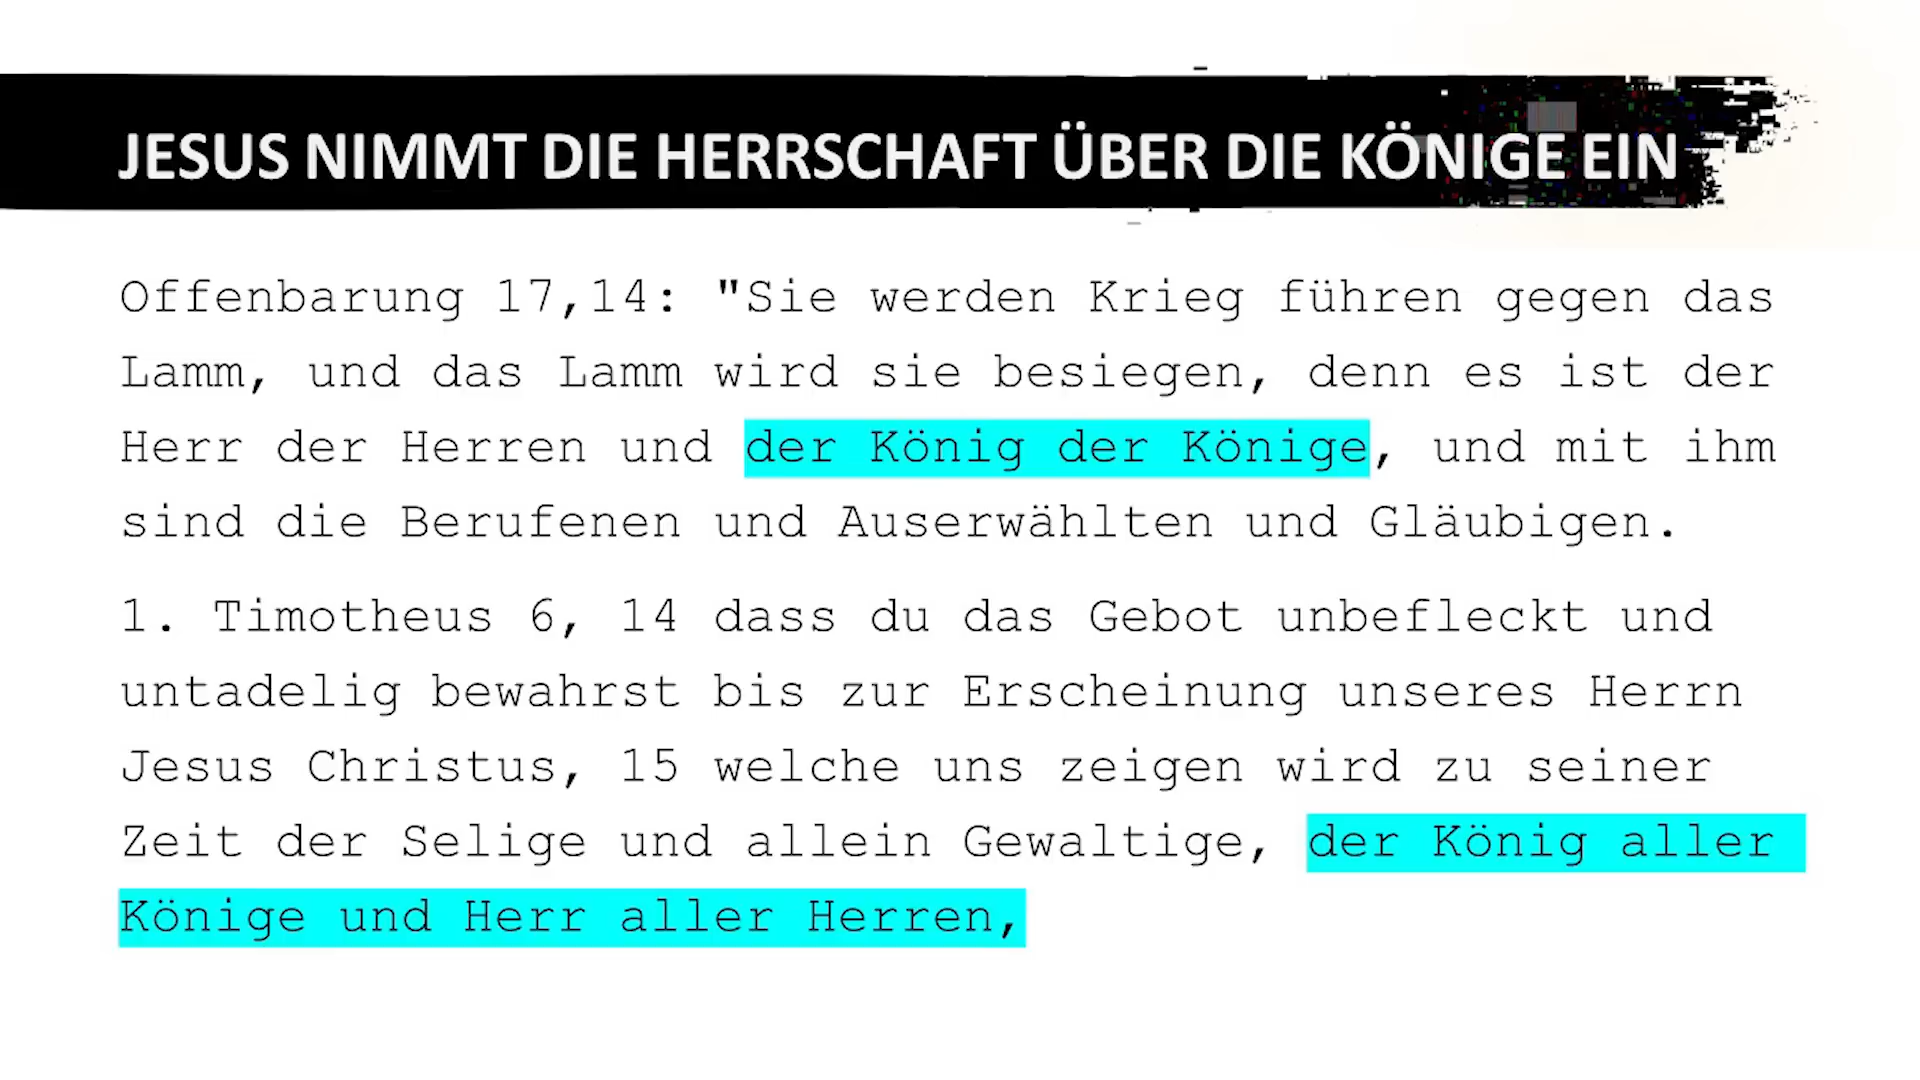 JESUS NIMMT DIE HERRSCHAFT ÜBER DIE KÖNIGE EIN
Offenbarung 17,14: "Sie werden Krieg führen gegen das
Lamm, und das Lamm wird sie besiegen, denn es ist der
Herr der Herren und der König der Könige, und mit ihm
sind die Berufenen und Auserwählten und Gläubigen.
1. Timotheus 6, 14 dass du das Gebot unbefleckt und
untadelig bewahrst bis zur Erscheinung unseres Herrn
Jesus Christus, 15 welche uns zeigen wird zu seiner
Zeit der Selige und allein Gewaltige, der König aller
Könige und Herr aller Herren,